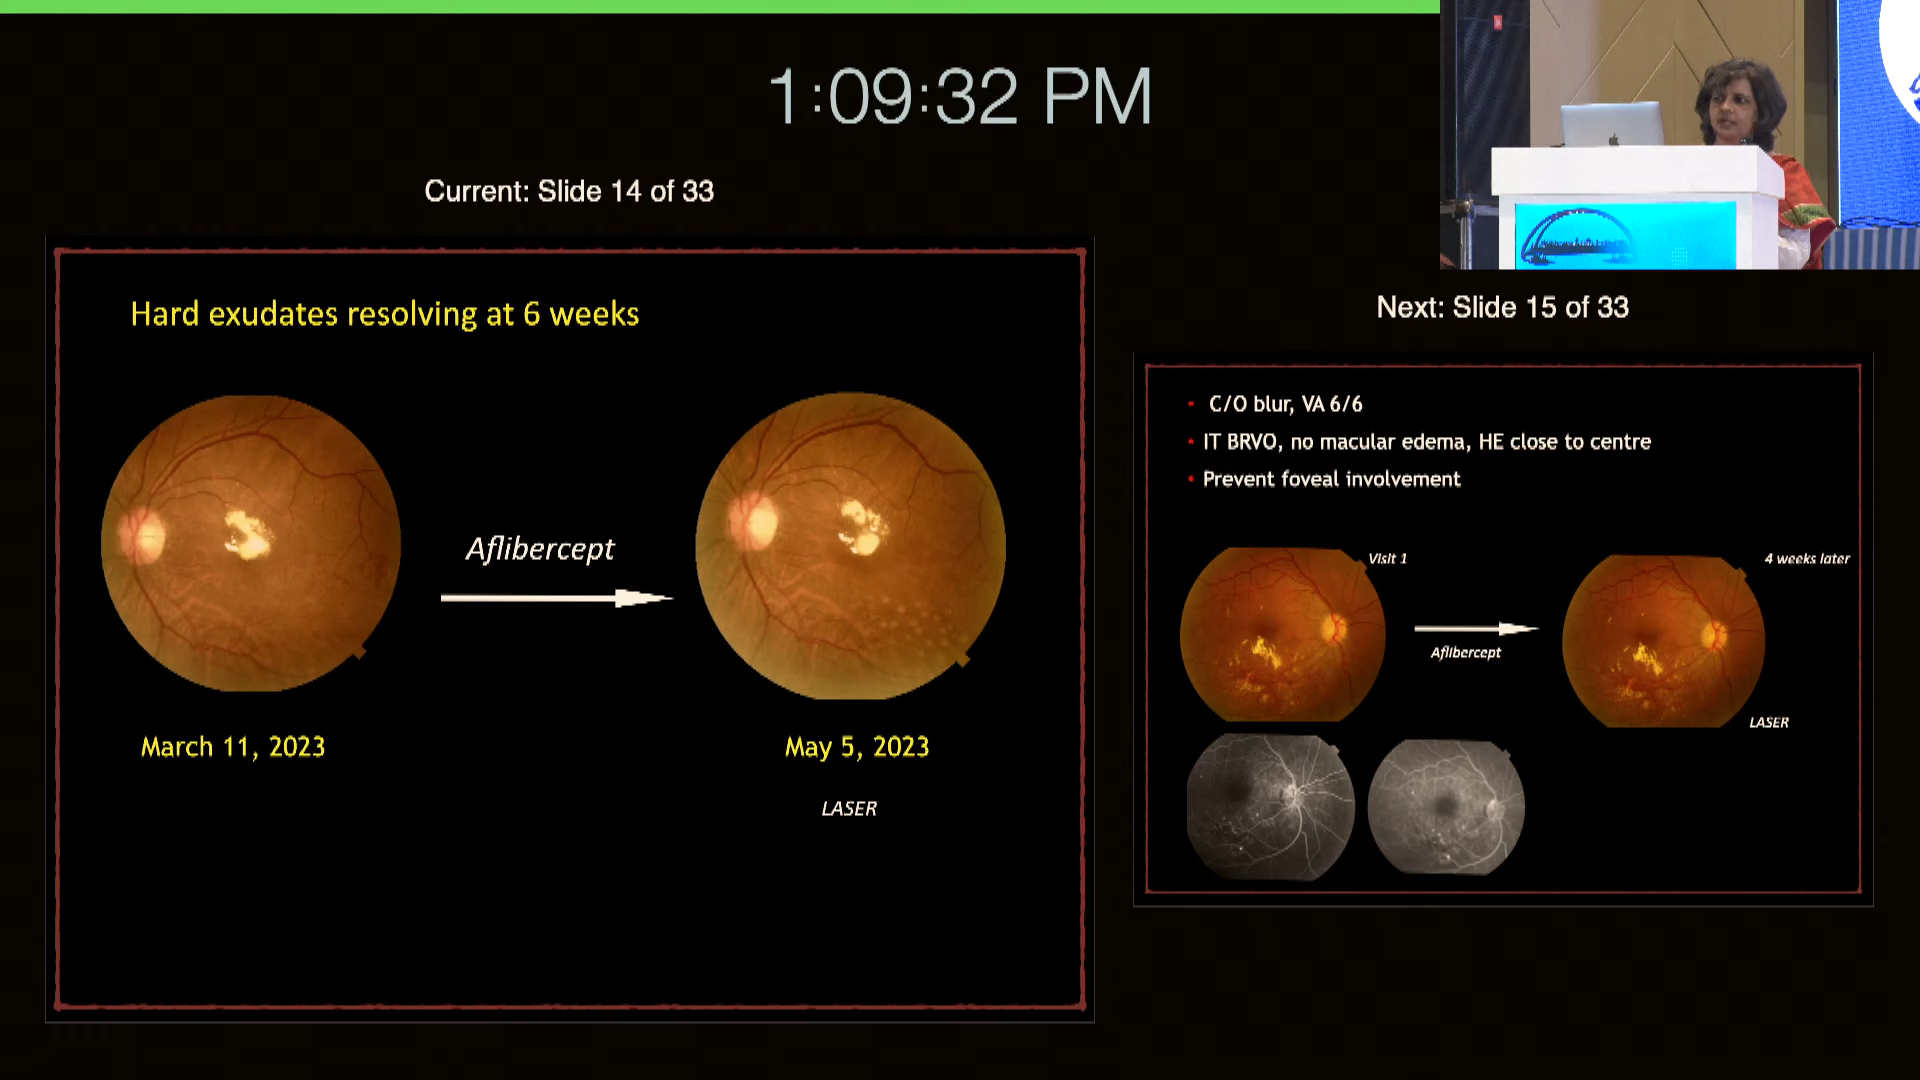 1:09:32 PM
Current: Slide 14 of 33
Hard exudates resolving at 6 weeks
Aflibercept
March 11, 2023
May 5, 2023
LASER
Next: Slide 15 of 33
• C/O blur, VA 6/6
• IT BRVO, no macular edema, HE close to centre
• Prevent foveal involvement
Visit 1
4 weeks later
Aflibercept
LASER